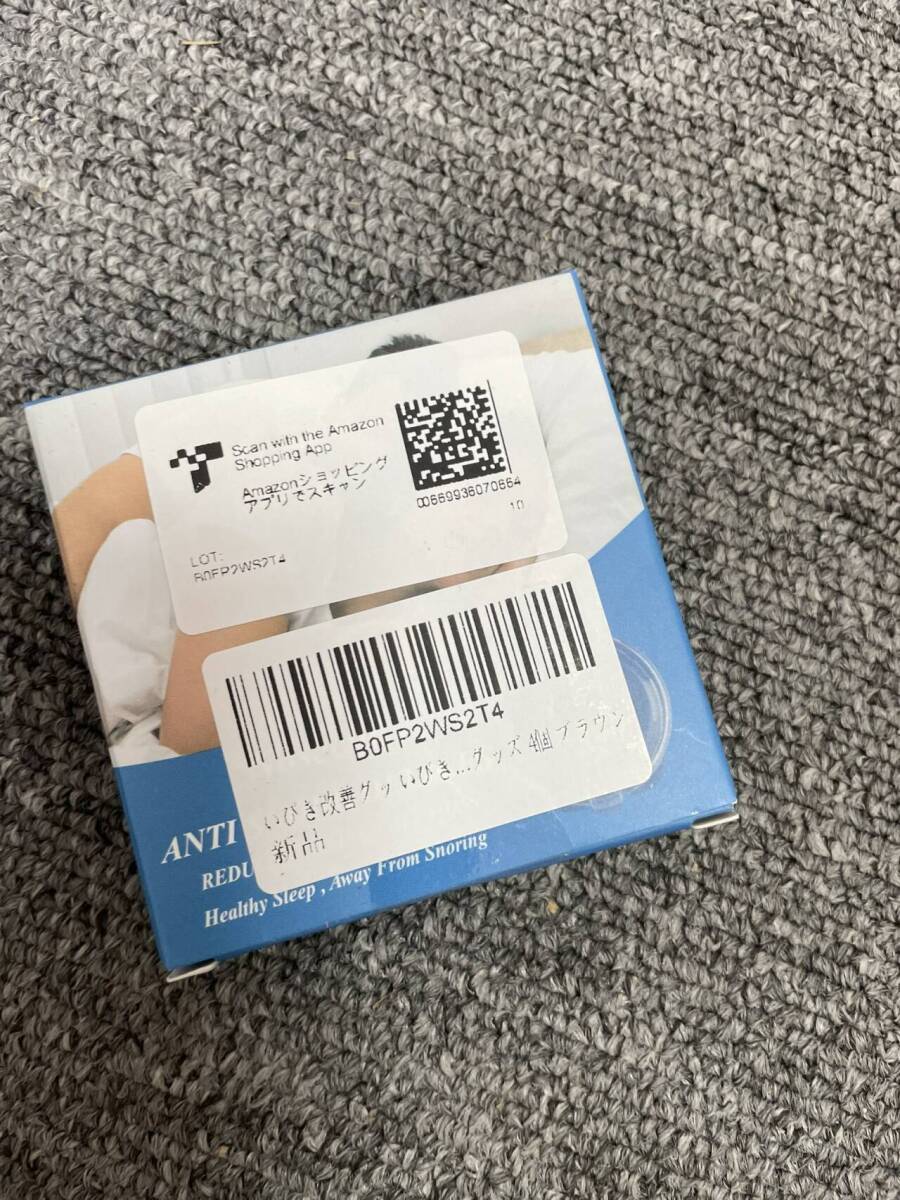 Scan with the Amazon
Shopping App
Amazonショッピング
アプリでスキャン
00669936070664
10
LOT:
B0FP2WS2T4
B0FP2WS2T4
いびき改善グッ いびき...グッズ 4個 ブラウン
新品
ANTI
REDU
Healthy Sleep , Away From Snoring